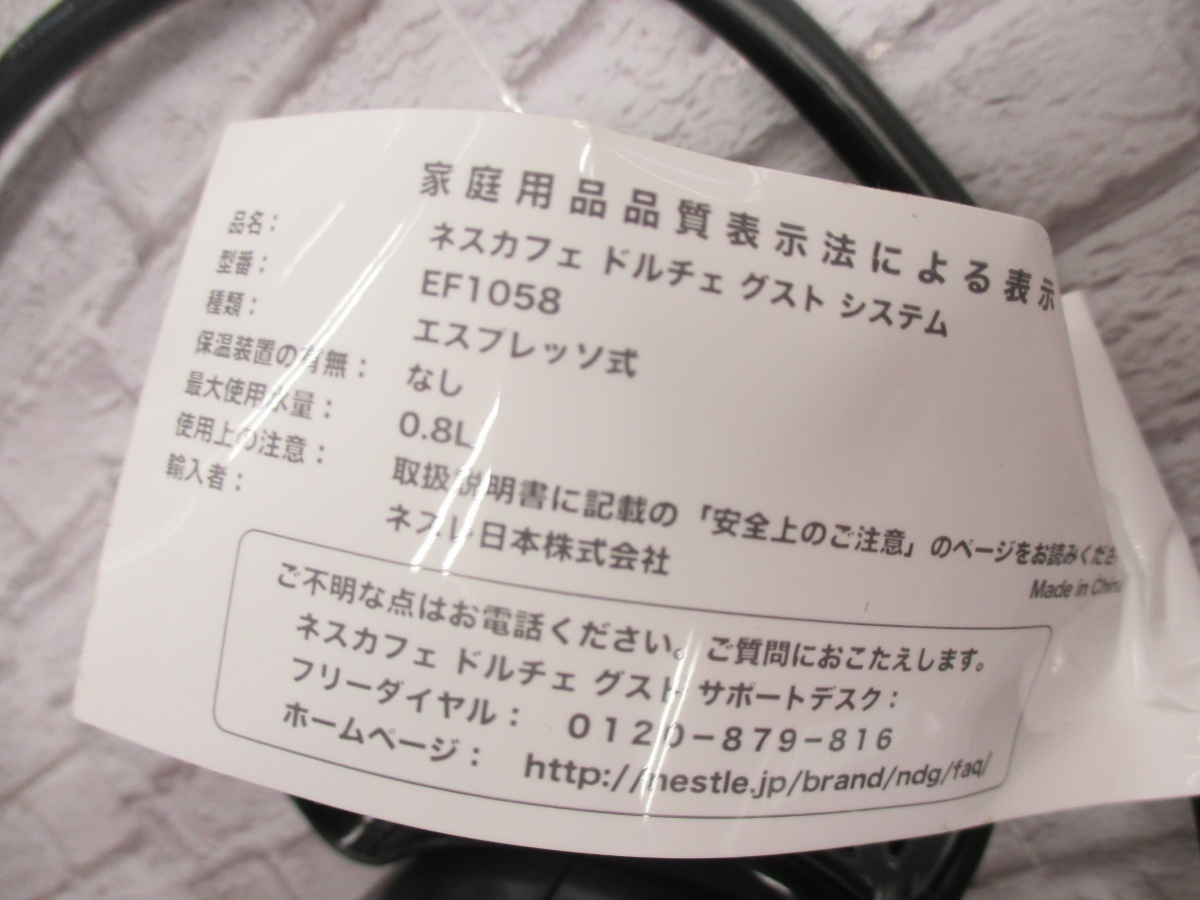 家庭用品品質表示法による表示
品名: ネスカフェ ドルチェ グスト システム
型番: EF1058
種類: エスプレッソ式
保温装置の有無: なし
最大使用水量: 0.8L
使用上の注意: 取扱説明書に記載の「安全上のご注意」のページをお読みくださ
輸入者: ネスレ日本株式会社
Made in China
ご不明な点はお電話ください。ご質問におこたえします。
ネスカフェ ドルチェ グスト サポートデスク:
フリーダイヤル: 0120-879-816
ホームページ: http://nestle.jp/brand/ndg/faq/